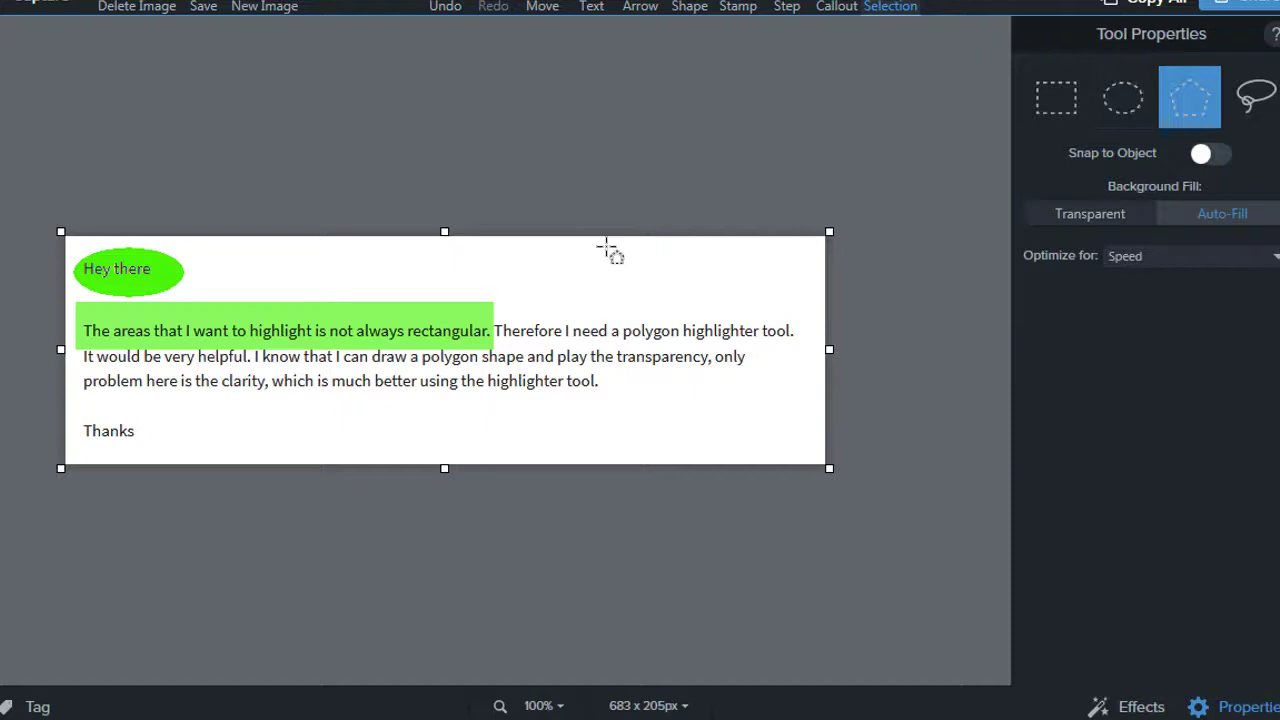 Delete Image Save New Image Undo Redo Move Text Arrow Shape Stamp Step Callout Selection
Tool Properties ?
Snap to Object
Background Fill:
Transparent Auto-Fill
Optimize for: Speed
Hey there
The areas that I want to highlight is not always rectangular. Therefore I need a polygon highlighter tool.
It would be very helpful. I know that I can draw a polygon shape and play the transparency, only
problem here is the clarity, which is much better using the highlighter tool.
Thanks
Tag 100% 683 x 205px Effects Propertie